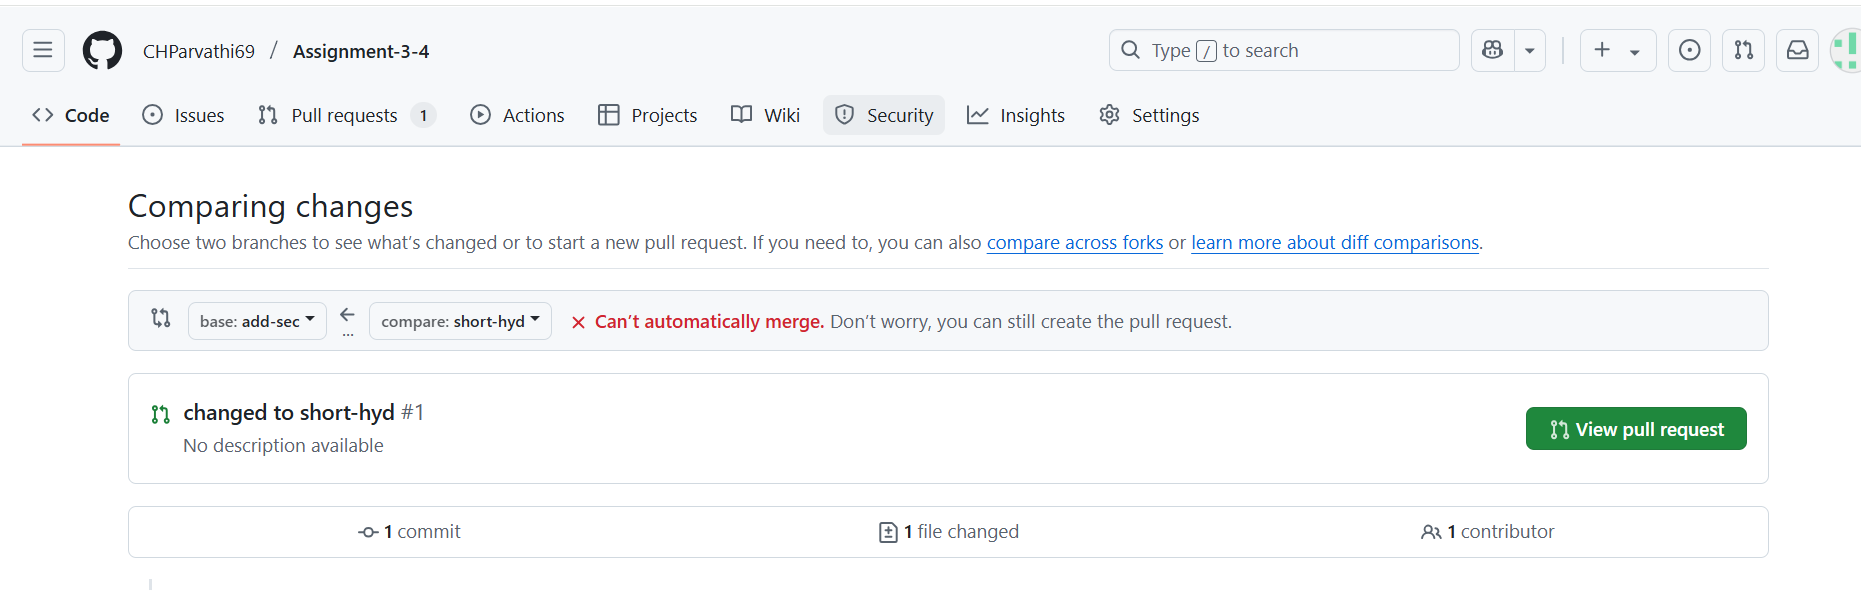 CHParvathi69 / Assignment-3-4
Type / to search
Code Issues Pull requests 1 Actions Projects Wiki Security Insights Settings
Comparing changes
Choose two branches to see what's changed or to start a new pull request. If you need to, you can also compare across forks or learn more about diff comparisons.
base: add-sec ... compare: short-hyd Can't automatically merge. Don't worry, you can still create the pull request.
changed to short-hyd #1
No description available
View pull request
1 commit 1 file changed 1 contributor